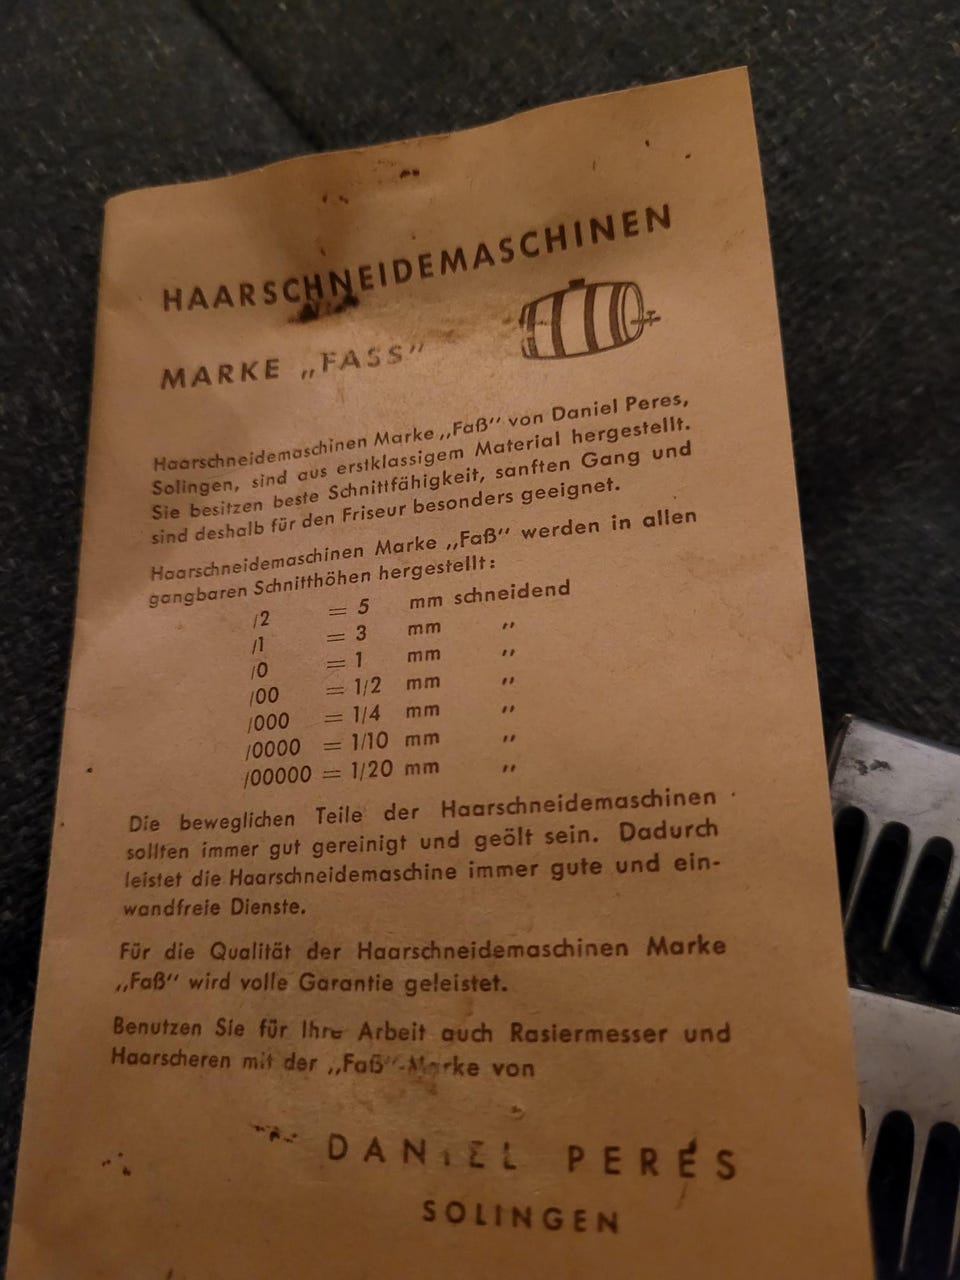 HAARSCHNEIDEMASCHINEN
MARKE „FASS“
Haarschneidemaschinen Marke „Faß“ von Daniel Peres,
Solingen, sind aus erstklassigem Material hergestellt.
Sie besitzen beste Schnittfähigkeit, sanften Gang und
sind deshalb für den Friseur besonders geeignet.
Haarschneidemaschinen Marke „Faß“ werden in allen
gangbaren Schnitthöhen hergestellt:
/2 = 5 mm schneidend
/1 = 3 mm „
/0 = 1 mm „
/00 = 1/2 mm „
/000 = 1/4 mm „
/0000 = 1/10 mm „
/00000 = 1/20 mm „
Die beweglichen Teile der Haarschneidemaschinen
sollten immer gut gereinigt und geölt sein. Dadurch
leistet die Haarschneidemaschine immer gute und ein-
wandfreie Dienste.
Für die Qualität der Haarschneidemaschinen Marke
„Faß“ wird volle Garantie geleistet.
Benutzen Sie für Ihre Arbeit auch Rasiermesser und
Haarscheren mit der „Faß“-Marke von
DANIEL PERES
SOLINGEN